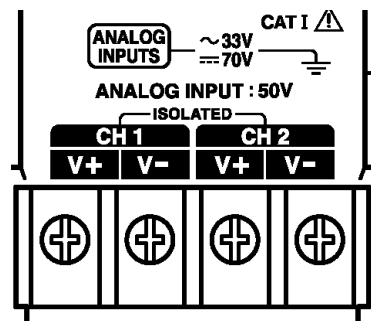 CAT I
ANALOG INPUTS
~33V
⎓70V
ANALOG INPUT : 50V
ISOLATED
CH 1 CH 2
V+ V− V+ V−